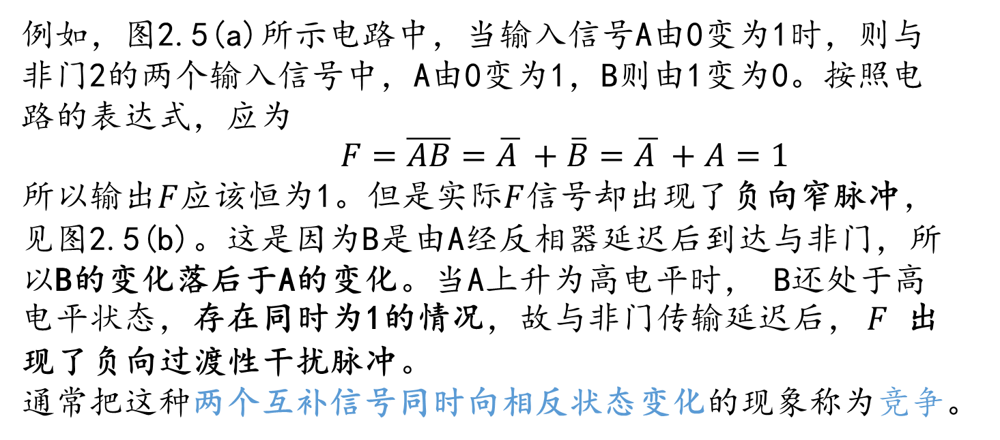 例如，图2.5(a)所示电路中，当输入信号A由0变为1时，则与
非门2的两个输入信号中，A由0变为1，B则由1变为0。按照电
路的表达式，应为
$F = \overline{AB} = \overline{A} + \overline{B} = \overline{A} + A = 1$
所以输出F应该恒为1。但是实际F信号却出现了负向窄脉冲，
见图2.5(b)。这是因为B是由A经反相器延迟后到达与非门，所
以B的变化落后于A的变化。当A上升为高电平时， B还处于高
电平状态，存在同时为1的情况，故与非门传输延迟后， F 出
现了负向过渡性干扰脉冲。
通常把这种两个互补信号同时向相反状态变化的现象称为竞争。